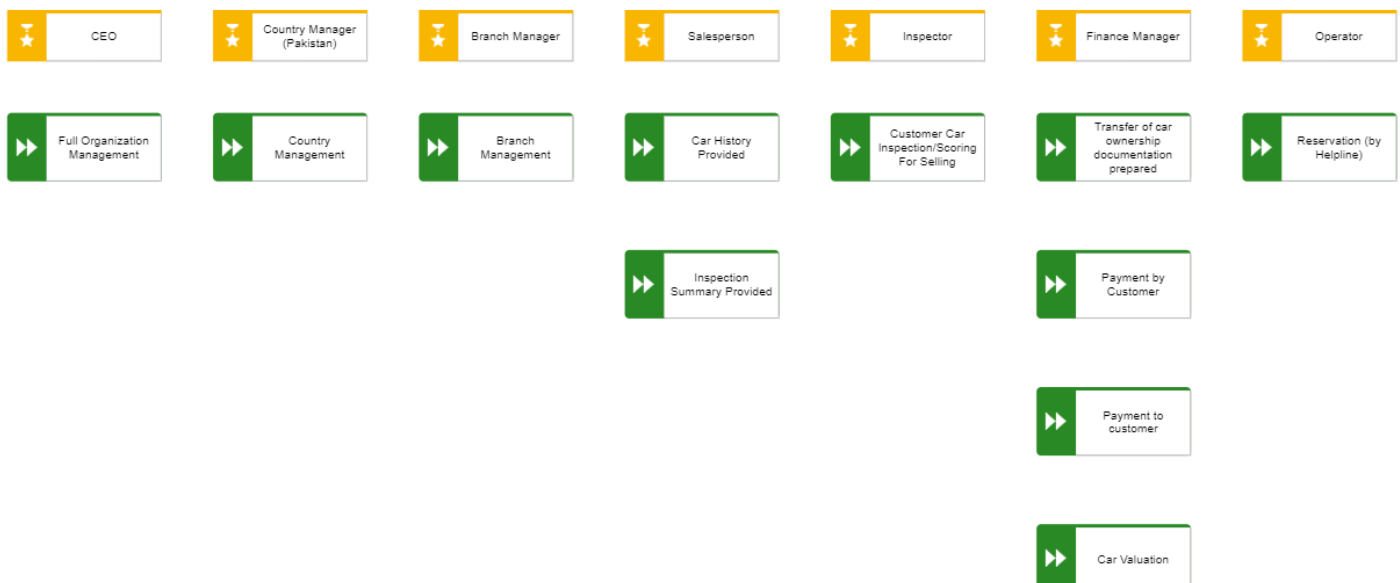 CEO
Country Manager
(Pakistan)
Branch Manager
Salesperson
Inspector
Finance Manager
Operator
Full Organization
Management
Country
Management
Branch
Management
Car History
Provided
Customer Car
Inspection/Scoring
For Selling
Transfer of car
ownership
documentation
prepared
Reservation (by
Helpline)
Inspection
Summary Provided
Payment by
Customer
Payment to
customer
Car Valuation